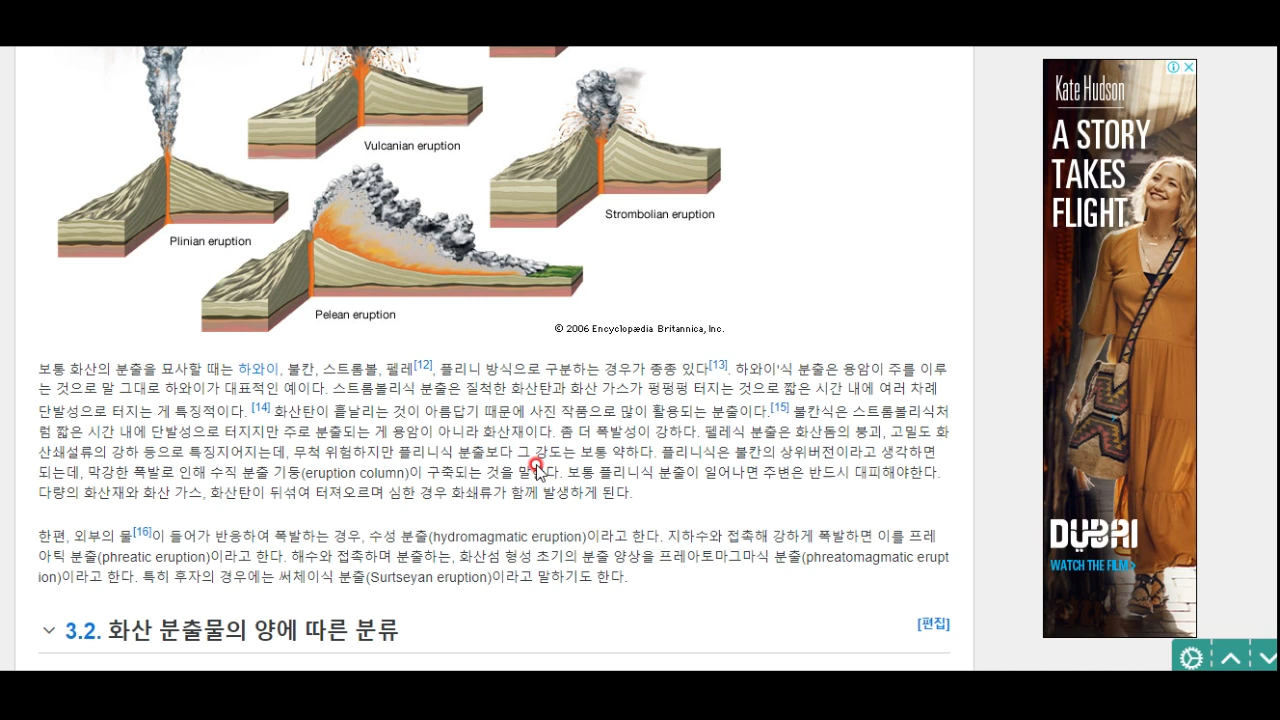 Vulcanian eruption
Strombolian eruption
Plinian eruption
Pelean eruption
© 2006 Encyclopædia Britannica, Inc.
보통 화산의 분출을 묘사할 때는 하와이, 불칸, 스트롬볼, 펠레[12], 플리니 방식으로 구분하는 경우가 종종 있다[13]. 하와이'식 분출은 용암이 주를 이루
는 것으로 말 그대로 하와이가 대표적인 예이다. 스트롬볼리식 분출은 질척한 화산탄과 화산 가스가 펑펑펑 터지는 것으로 짧은 시간 내에 여러 차례
단발성으로 터지는 게 특징적이다. [14] 화산탄이 흩날리는 것이 아름답기 때문에 사진 작품으로 많이 활용되는 분출이다.[15] 불칸식은 스트롬볼리식처
럼 짧은 시간 내에 단발성으로 터지지만 주로 분출되는 게 용암이 아니라 화산재이다. 좀 더 폭발성이 강하다. 펠레식 분출은 화산돔의 붕괴, 고밀도 화
산쇄설류의 강하 등으로 특징지어지는데, 무척 위험하지만 플리니식 분출보다 그 강도는 보통 약하다. 플리니식은 불칸의 상위버전이라고 생각하면
되는데, 막강한 폭발로 인해 수직 분출 기둥(eruption column)이 구축되는 것을 말한다. 보통 플리니식 분출이 일어나면 주변은 반드시 대피해야한다.
다량의 화산재와 화산 가스, 화산탄이 뒤섞여 터져오르며 심한 경우 화쇄류가 함께 발생하게 된다.
한편, 외부의 물[16]이 들어가 반응하여 폭발하는 경우, 수성 분출(hydromagmatic eruption)이라고 한다. 지하수와 접촉해 강하게 폭발하면 이를 프레
아틱 분출(phreatic eruption)이라고 한다. 해수와 접촉하며 분출하는, 화산섬 형성 초기의 분출 양상을 프레아토마그마식 분출(phreatomagmatic erupt
ion)이라고 한다. 특히 후자의 경우에는 써체이식 분출(Surtseyan eruption)이라고 말하기도 한다.
3.2. 화산 분출물의 양에 따른 분류
[편집]
Kate Hudson
A STORY
TAKES
FLIGHT.
DUBAI
WATCH THE FILM >